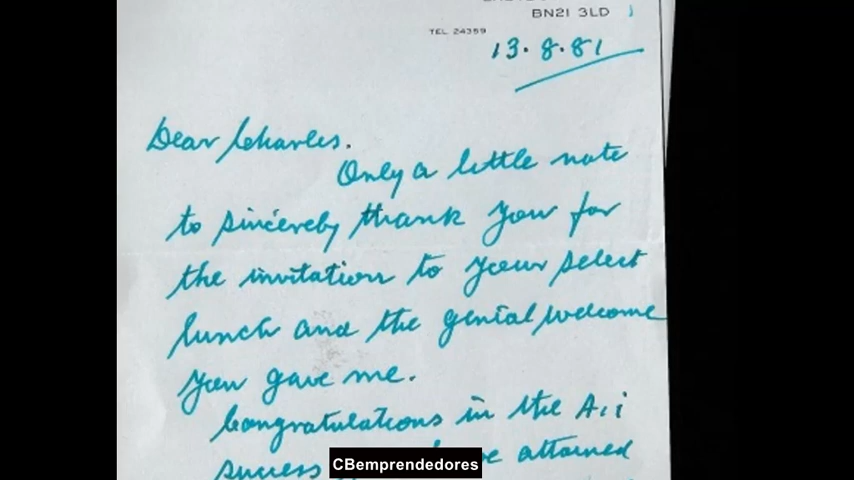 BN21 3LD
TEL 24359
13.8.81
Dear Charles.
Only a little note
to sincerely thank you for
the invitation to your select
lunch and the genial welcome
you gave me.
Congratulations in the A.i
success attained
CBemprendedores